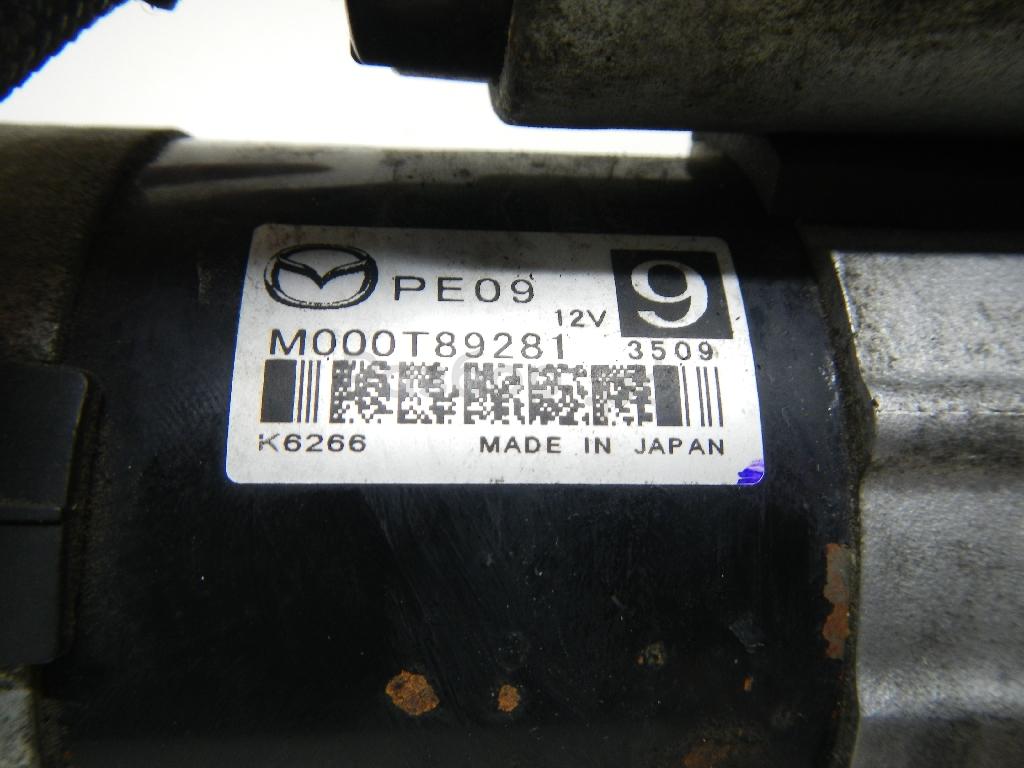 PE09
12V
9
M000T89281
3509
K6266
MADE IN JAPAN